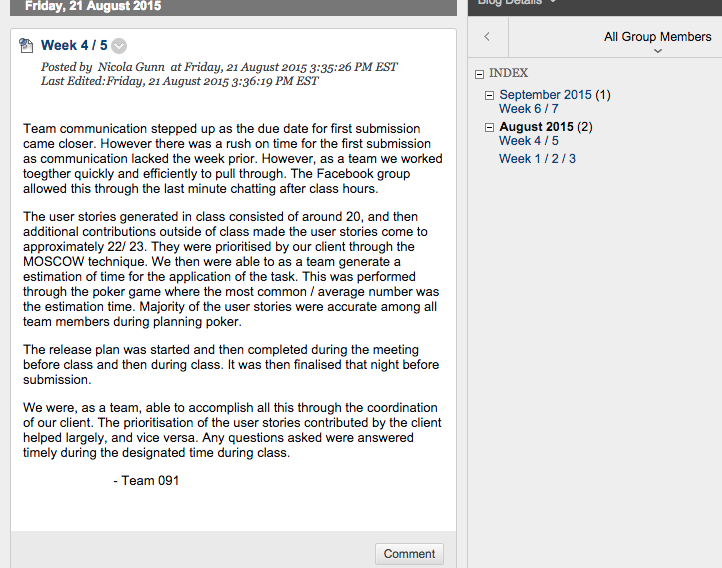 Friday, 21 August 2015
Week 4 / 5
Posted by Nicola Gunn at Friday, 21 August 2015 3:35:26 PM EST
Last Edited:Friday, 21 August 2015 3:36:19 PM EST
Team communication stepped up as the due date for first submission
came closer. However there was a rush on time for the first submission
as communication lacked the week prior. However, as a team we worked
toegther quickly and efficiently to pull through. The Facebook group
allowed this through the last minute chatting after class hours.
The user stories generated in class consisted of around 20, and then
additional contributions outside of class made the user stories come to
approximately 22/ 23. They were prioritised by our client through the
MOSCOW technique. We then were able to as a team generate a
estimation of time for the application of the task. This was performed
through the poker game where the most common / average number was
the estimation time. Majority of the user stories were accurate among all
team members during planning poker.
The release plan was started and then completed during the meeting
before class and then during class. It was then finalised that night before
submission.
We were, as a team, able to accomplish all this through the coordination
of our client. The prioritisation of the user stories contributed by the client
helped largely, and vice versa. Any questions asked were answered
timely during the designated time during class.
- Team 091
Comment
Blog Details
All Group Members
INDEX
September 2015 (1)
Week 6 / 7
August 2015 (2)
Week 4 / 5
Week 1 / 2 / 3